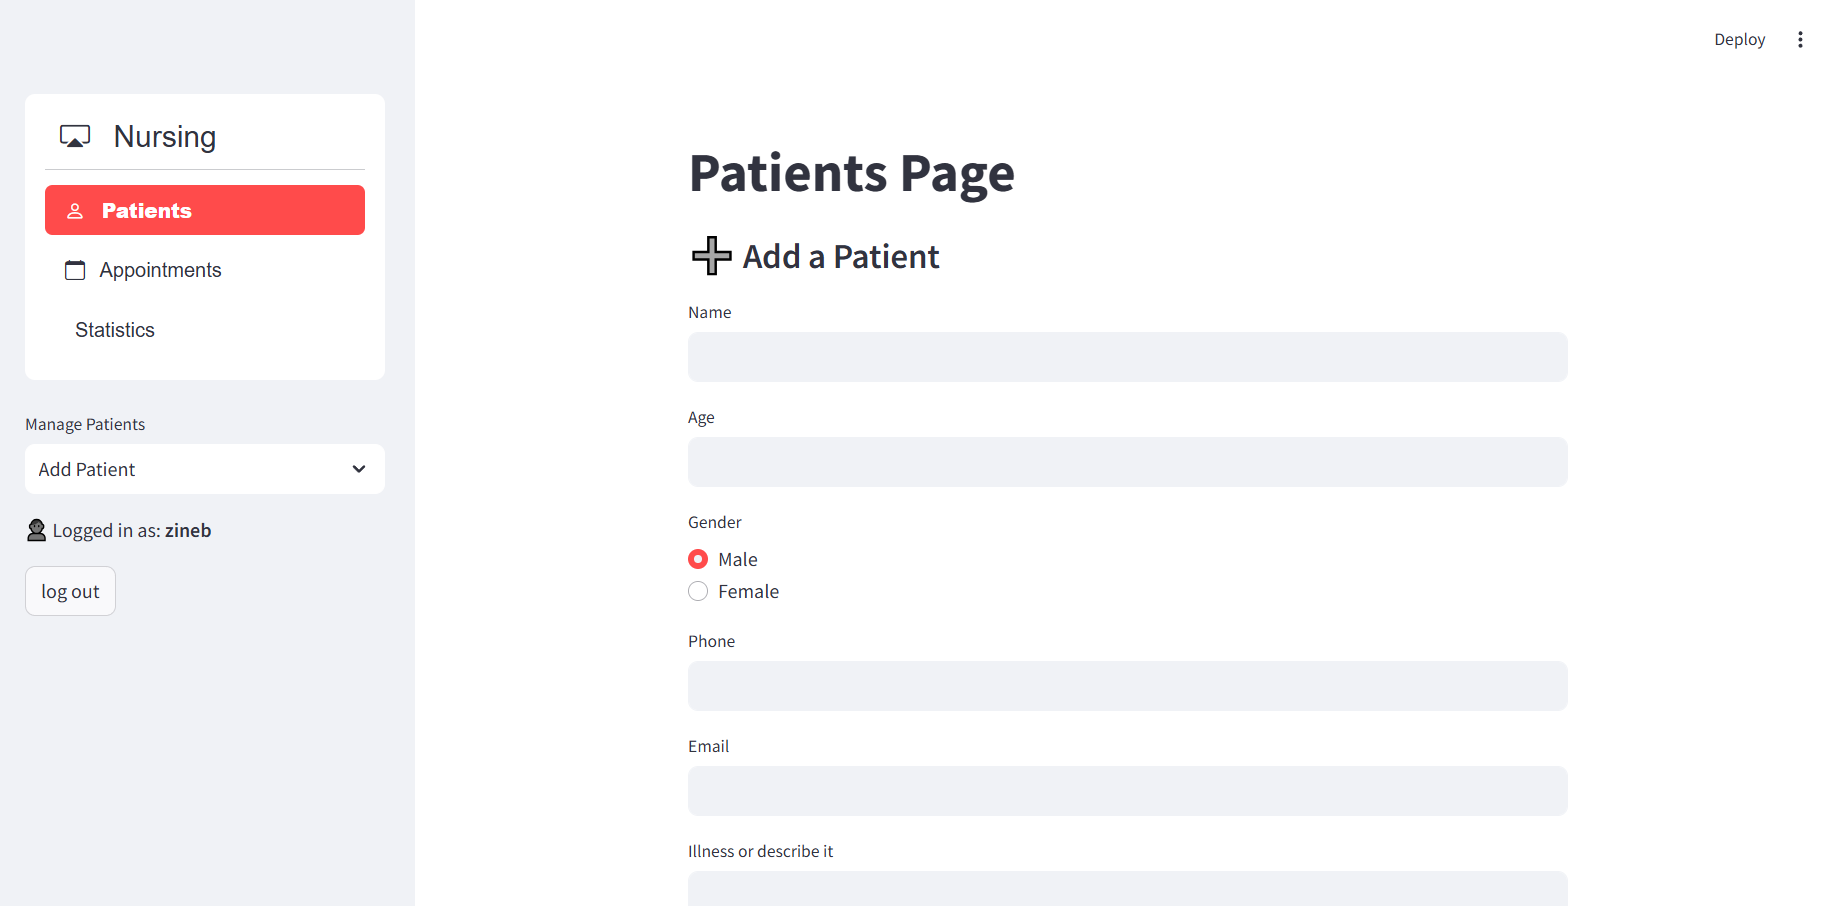 Deploy
Nursing
Patients
Appointments
Statistics
Manage Patients
Add Patient
Logged in as: zineb
log out
Patients Page
Add a Patient
Name
Age
Gender
Male
Female
Phone
Email
Illness or describe it